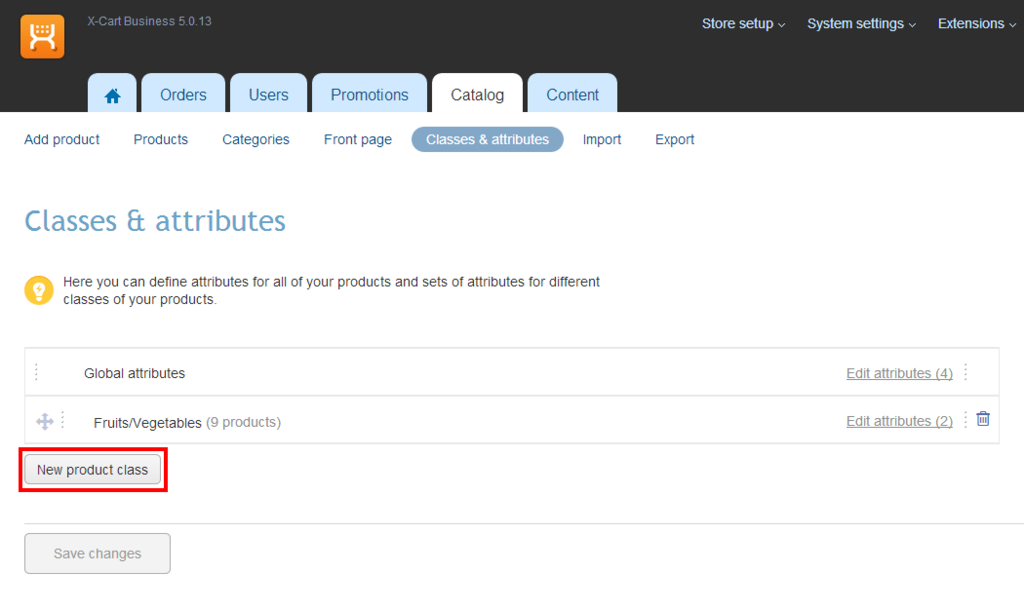 X-Cart Business 5.0.13
Store setup
System settings
Extensions
Orders
Users
Promotions
Catalog
Content
Add product
Products
Categories
Front page
Classes & attributes
Import
Export
Classes & attributes
Here you can define attributes for all of your products and sets of attributes for different
classes of your products.
Global attributes
Edit attributes (4)
Fruits/Vegetables (9 products)
Edit attributes (2)
New product class
Save changes